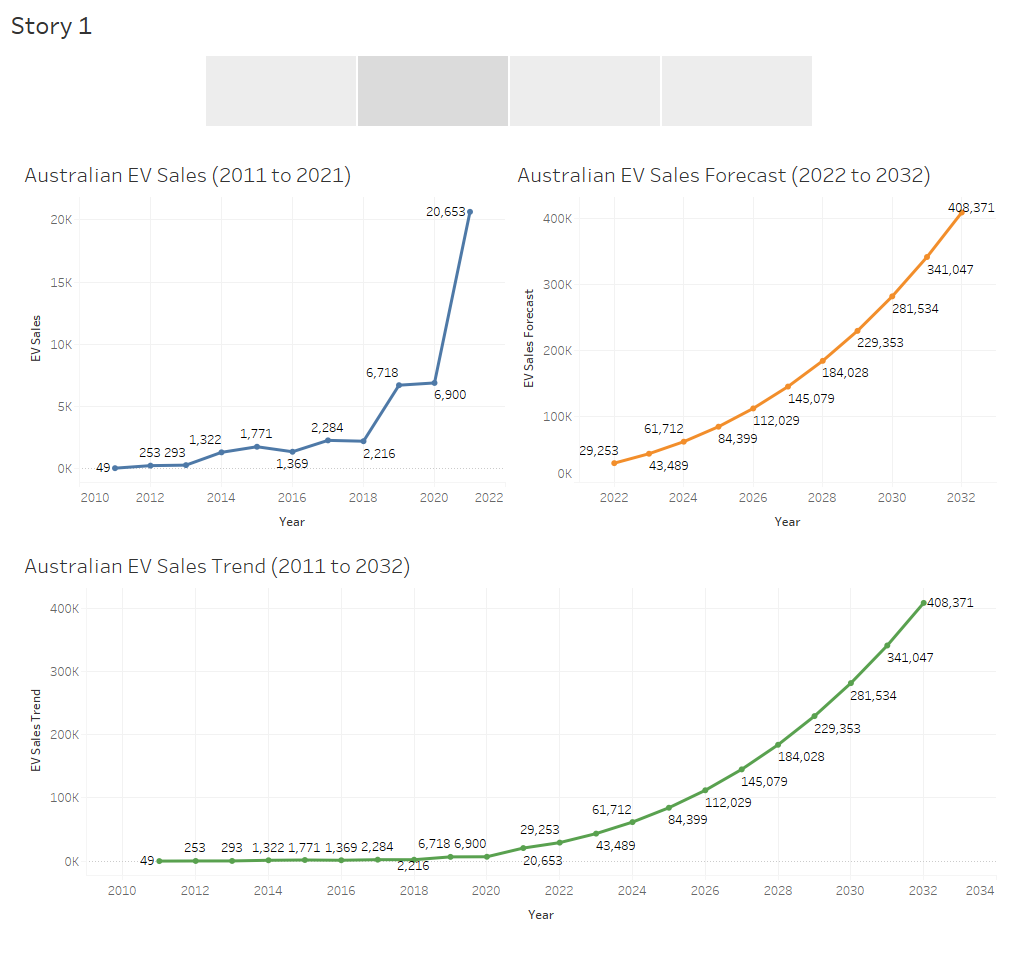 Story 1
Australian EV Sales (2011 to 2021)
EV Sales
20K
15K
10K
5K
0K
49
253
293
1,322
1,771
1,369
2,284
2,216
6,718
6,900
20,653
2010
2012
2014
2016
2018
2020
2022
Year
Australian EV Sales Forecast (2022 to 2032)
EV Sales Forecast
400K
300K
200K
100K
0K
29,253
43,489
61,712
84,399
112,029
145,079
184,028
229,353
281,534
341,047
408,371
2022
2024
2026
2028
2030
2032
Year
Australian EV Sales Trend (2011 to 2032)
EV Sales Trend
400K
300K
200K
100K
0K
49
253
293
1,322
1,771
1,369
2,284
2,216
6,718
6,900
20,653
29,253
43,489
61,712
84,399
112,029
145,079
184,028
229,353
281,534
341,047
408,371
2010
2012
2014
2016
2018
2020
2022
2024
2026
2028
2030
2032
2034
Year